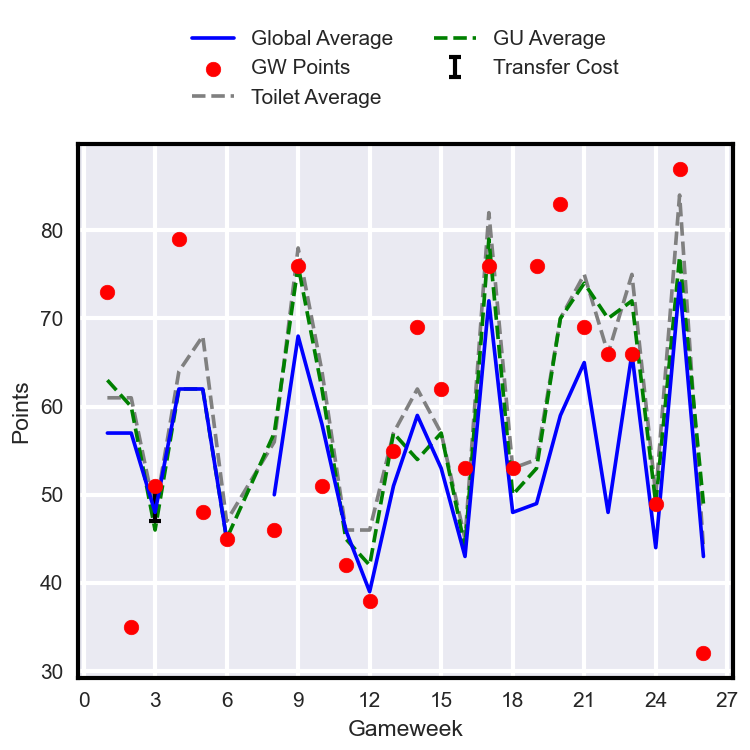 Global Average
GW Points
Toilet Average
GU Average
Transfer Cost
80
70
60
50
40
30
Points
0 3 6 9 12 15 18 21 24 27
Gameweek